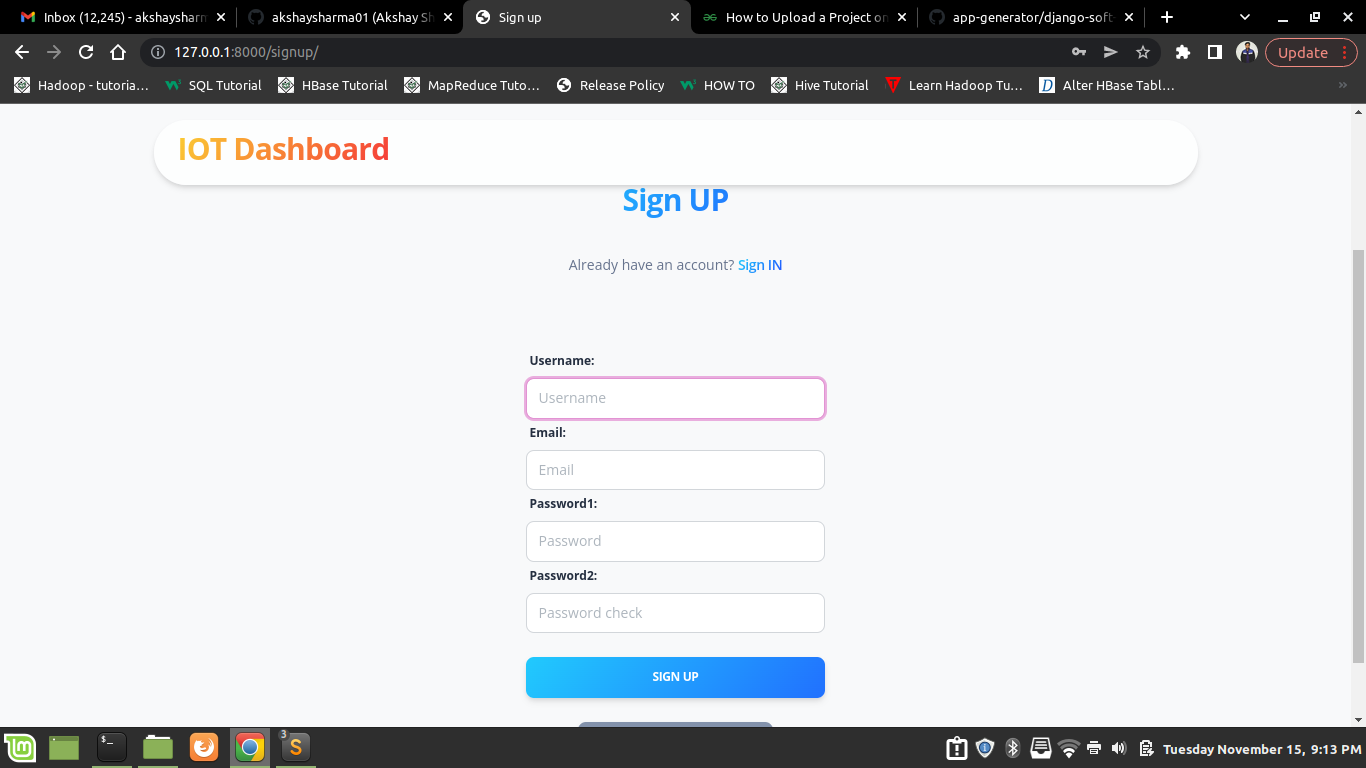 Inbox (12,245) - akshaysharm
akshaysharma01 (Akshay Sh
Sign up
How to Upload a Project on
app-generator/django-soft-
127.0.0.1:8000/signup/
Update
Hadoop - tutoria...
SQL Tutorial
HBase Tutorial
MapReduce Tuto...
Release Policy
HOW TO
Hive Tutorial
Learn Hadoop Tu...
Alter HBase Tabl...
IOT Dashboard
Sign UP
Already have an account? Sign IN
Username:
Username
Email:
Email
Password1:
Password
Password2:
Password check
SIGN UP
3
Tuesday November 15, 9:13 PM